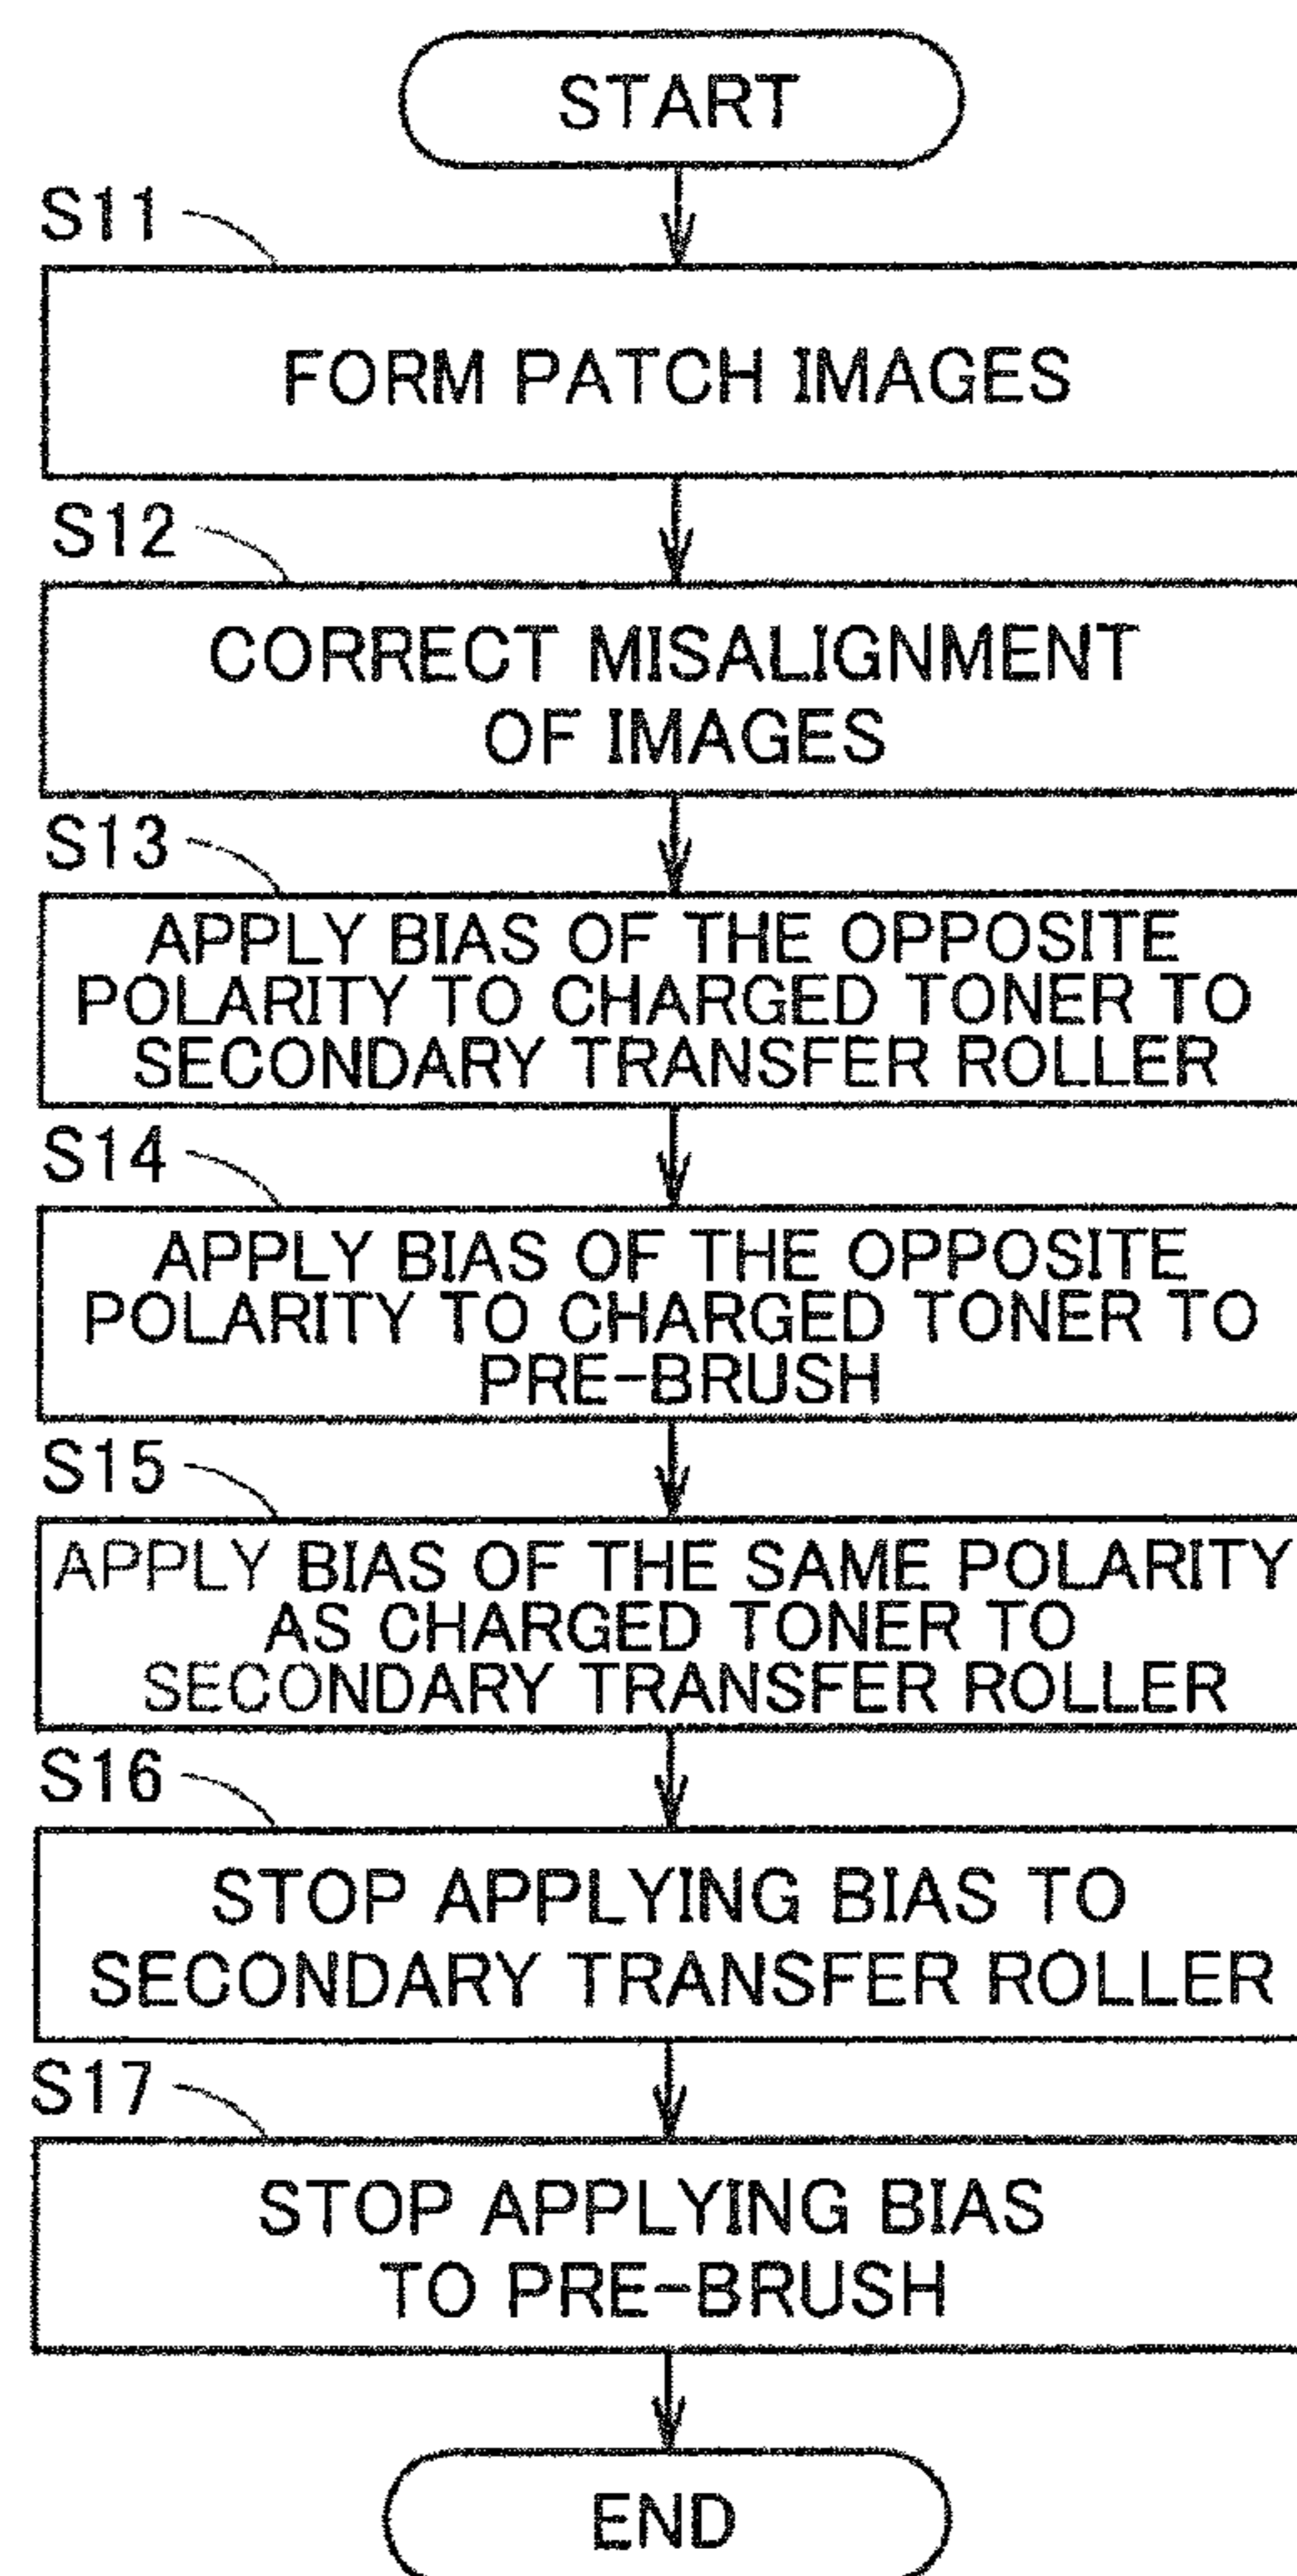 START
S11
FORM PATCH IMAGES
S12
CORRECT MISALIGNMENT
OF IMAGES
S13
APPLY BIAS OF THE OPPOSITE
POLARITY TO CHARGED TONER TO
SECONDARY TRANSFER ROLLER
S14
APPLY BIAS OF THE OPPOSITE
POLARITY TO CHARGED TONER TO
PRE-BRUSH
S15
APPLY BIAS OF THE SAME POLARITY
AS CHARGED TONER TO
SECONDARY TRANSFER ROLLER
S16
STOP APPLYING BIAS TO
SECONDARY TRANSFER ROLLER
S17
STOP APPLYING BIAS
TO PRE-BRUSH
END